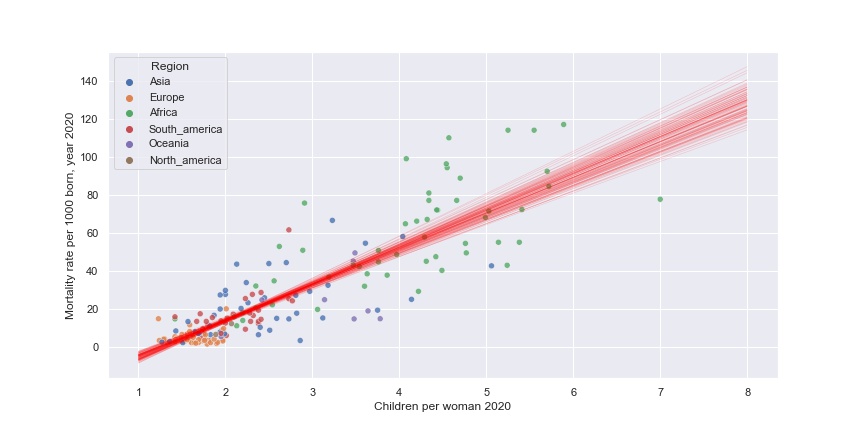 Region
Asia
Europe
Africa
South_america
Oceania
North_america
Mortality rate per 1000 born, year 2020
140
120
100
80
60
40
20
0
1 2 3 4 5 6 7 8
Children per woman 2020